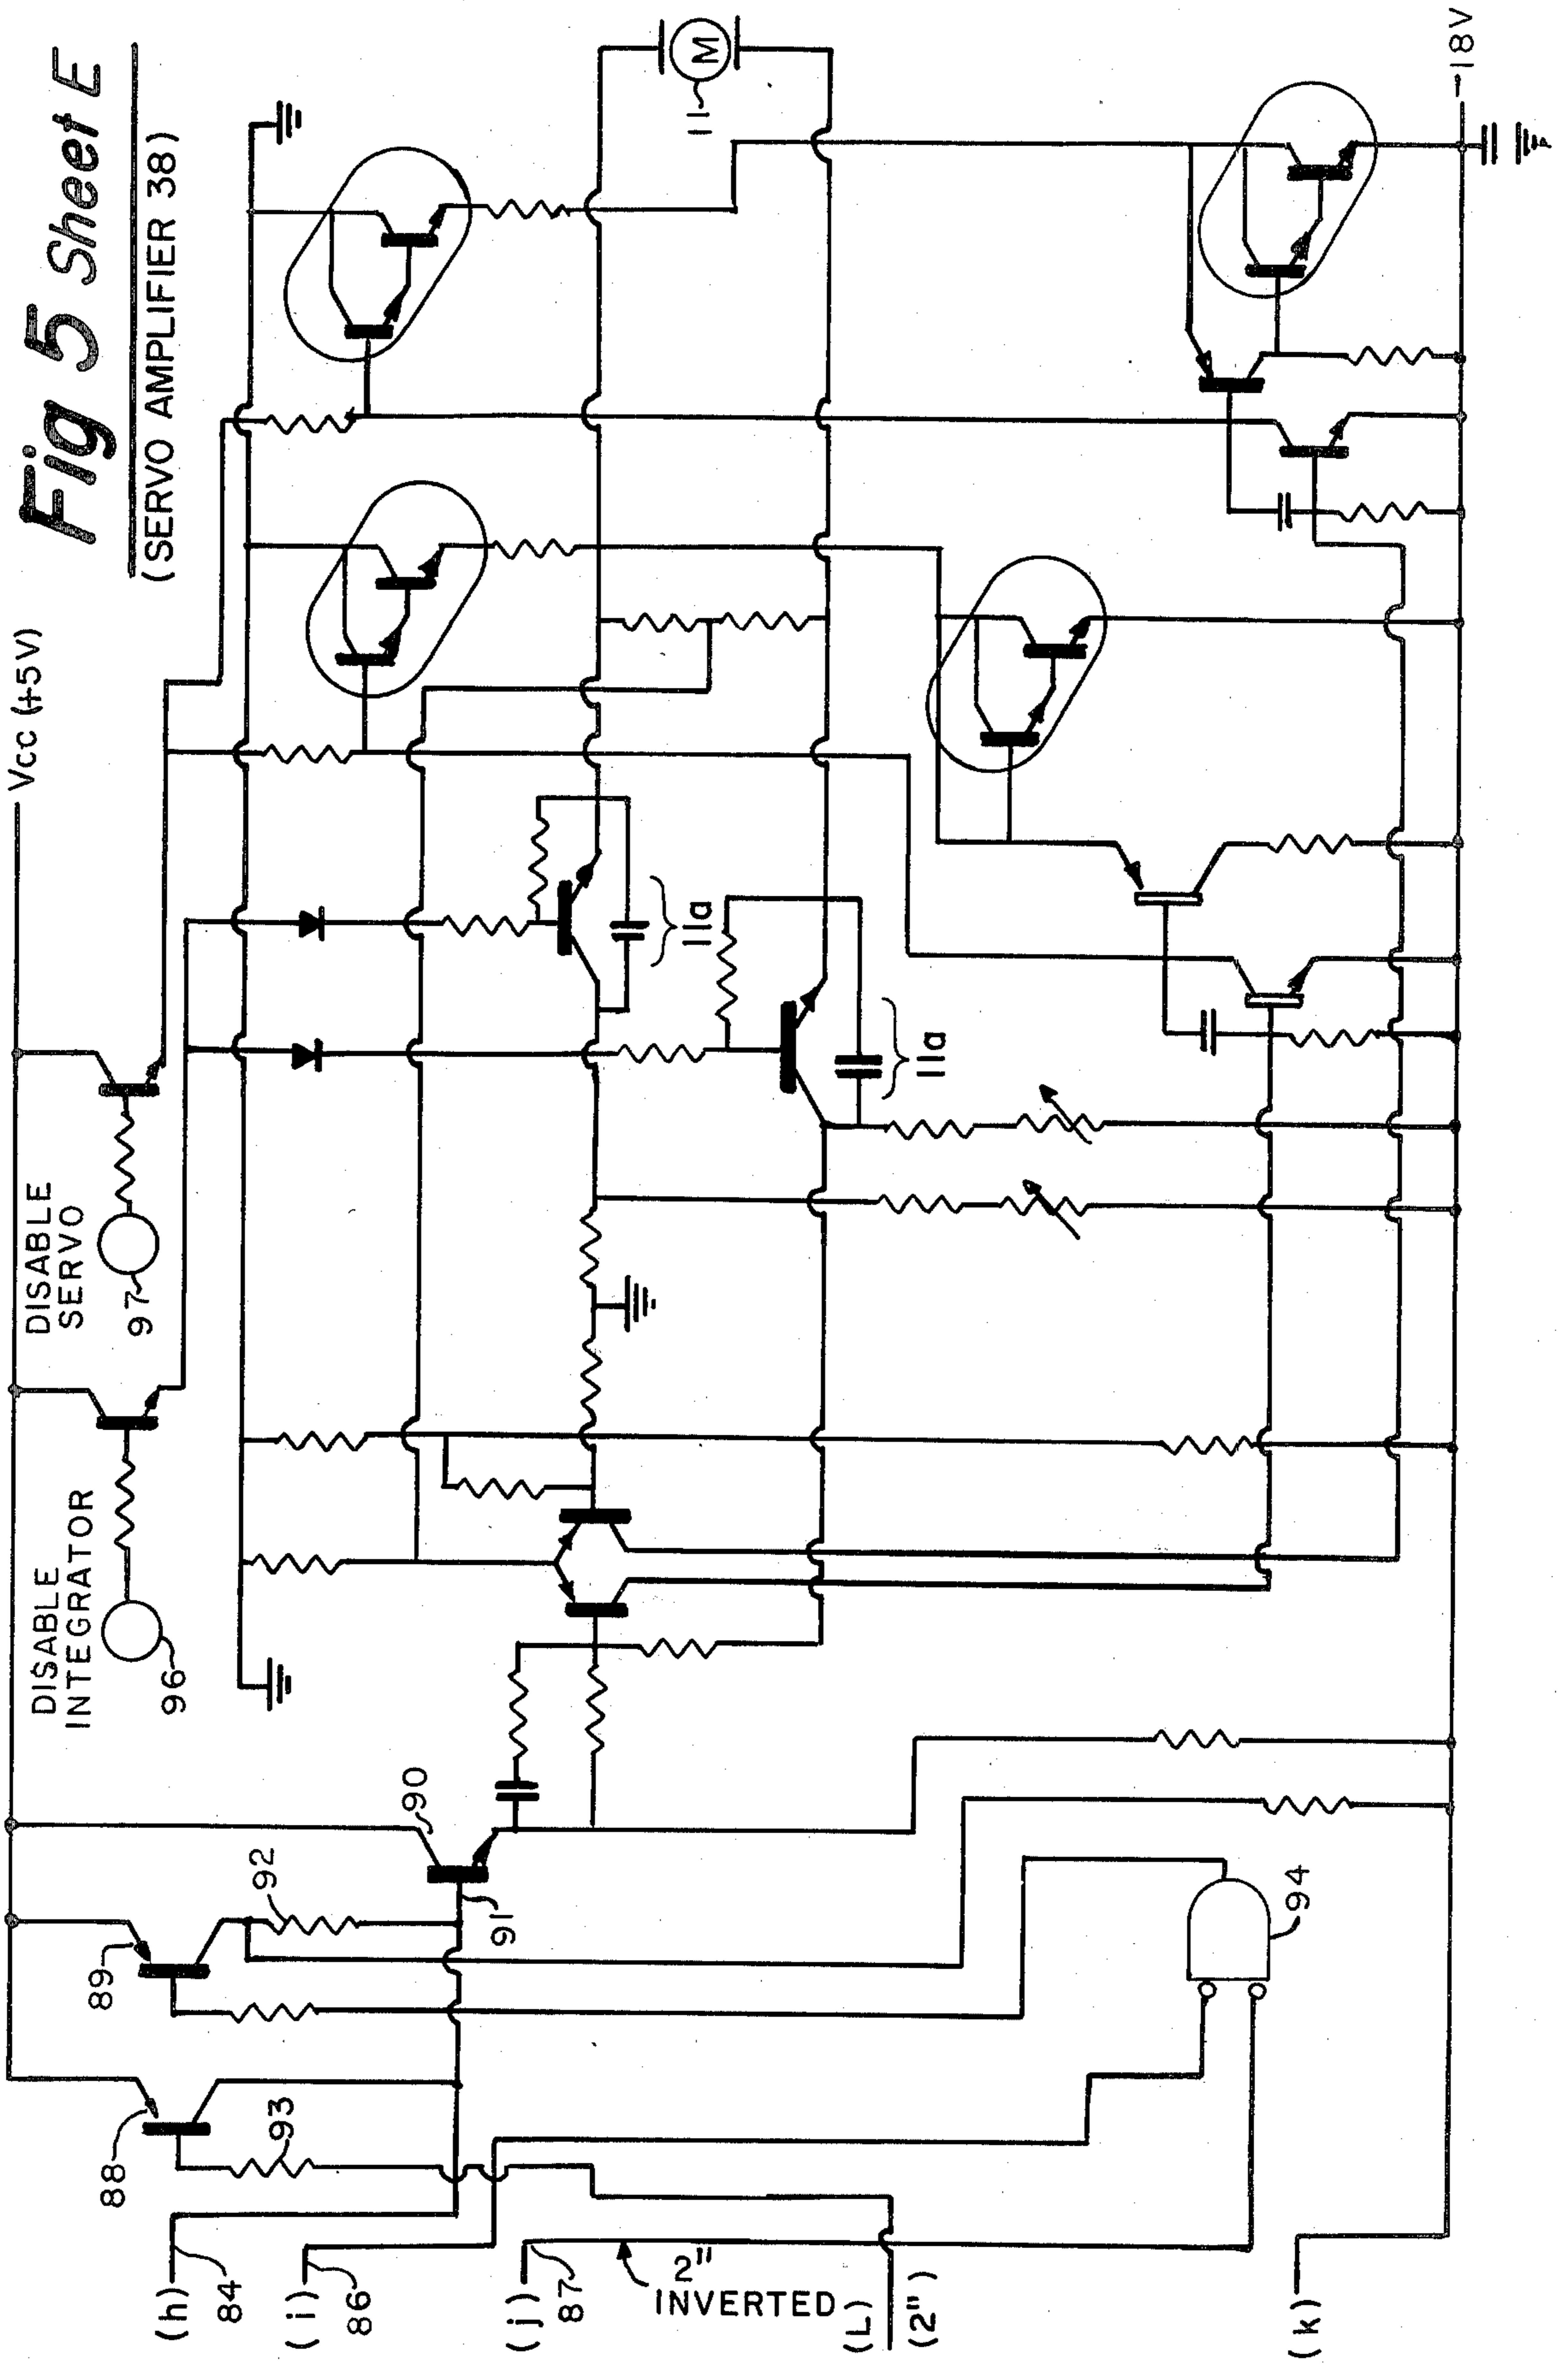 Fig 5 Sheet E
(SERVO AMPLIFIER 38)
Vcc (+5V)
DISABLE
SERVO
97
DISABLE
INTEGRATOR
96
M
11
11a
11a
90
92
91
89
88
93
94
(h)
84
(i)
86
(j)
87
2"
INVERTED
(L)
(2")
(k)
-18V